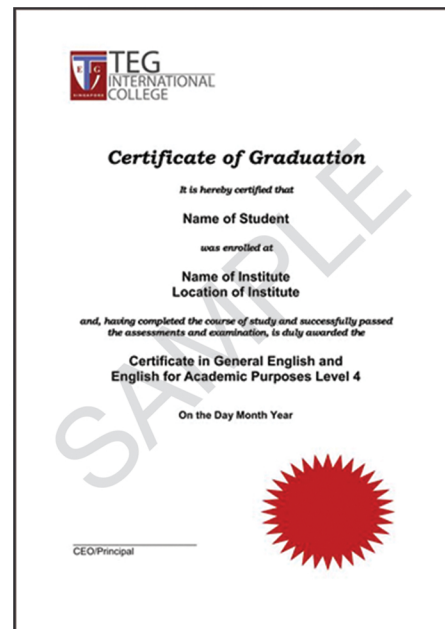 TEG
INTERNATIONAL
COLLEGE
E G
SINGAPORE
Certificate of Graduation
It is hereby certified that
Name of Student
was enrolled at
Name of Institute
Location of Institute
and, having completed the course of study and successfully passed
the assessments and examination, is duly awarded the
Certificate in General English and
English for Academic Purposes Level 4
On the Day Month Year
SAMPLE
CEO/Principal